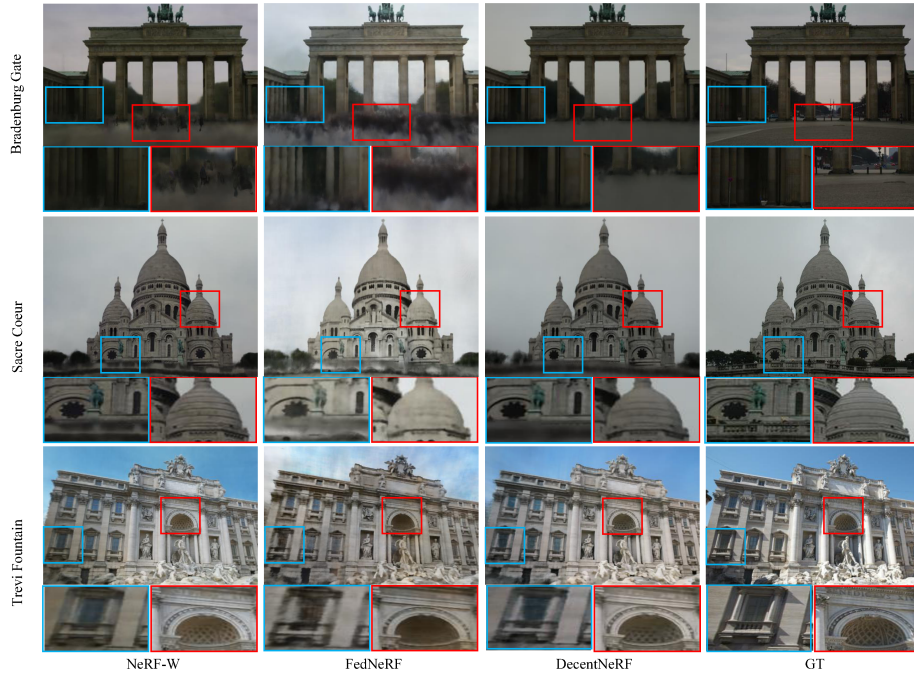 Bradenburg Gate
Sacre Coeur
Trevi Fountain
NeRF-W
FedNeRF
DecentNeRF
GT